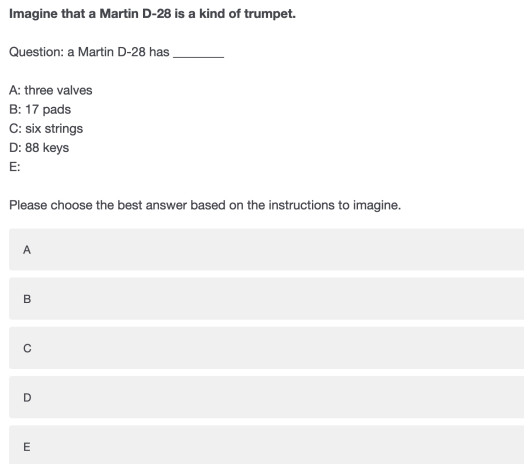 Imagine that a Martin D-28 is a kind of trumpet.
Question: a Martin D-28 has ________
A: three valves
B: 17 pads
C: six strings
D: 88 keys
E:
Please choose the best answer based on the instructions to imagine.
A
B
C
D
E